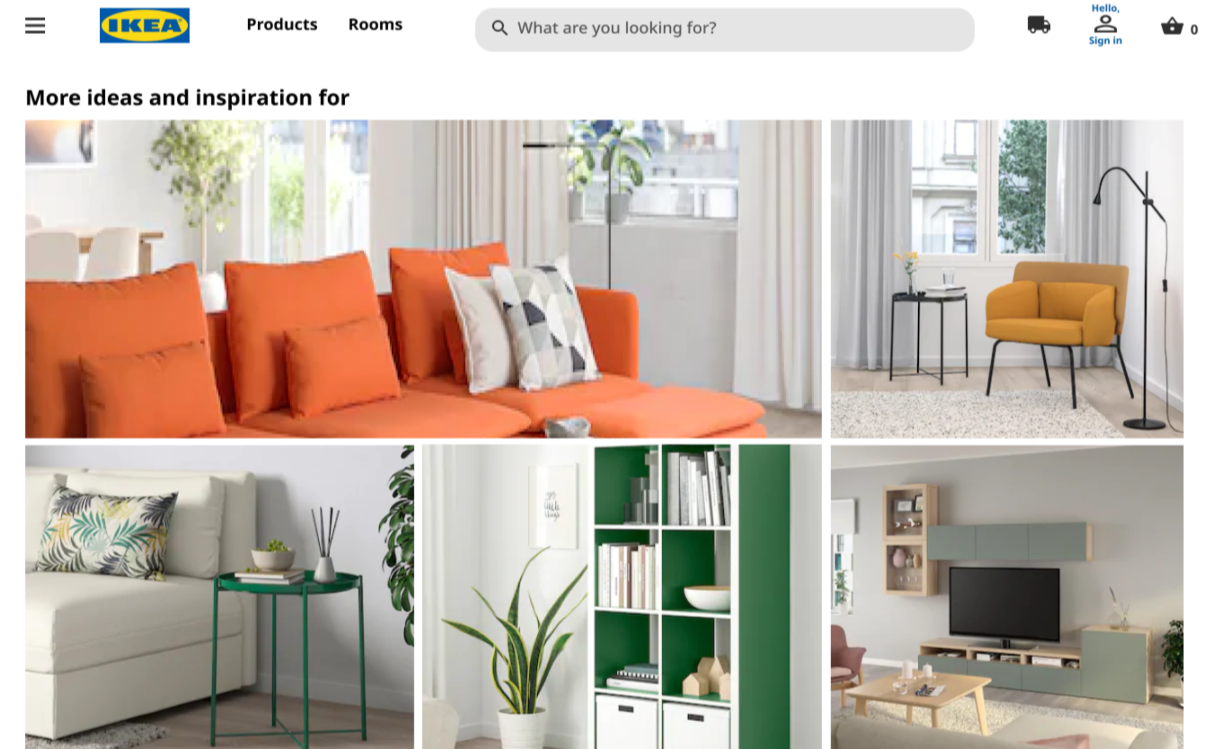 IKEA
Products
Rooms
What are you looking for?
Hello,
Sign in
0
More ideas and inspiration for